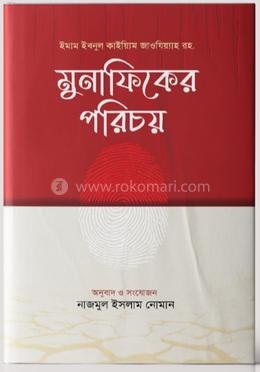 ইমাম ইবনুল কাইয়্যিম জাওযিয়্যাহ রহ.
মুনাফিকের
পরিচয়
www.rokomari.com
অনুবাদ ও সংযোজন
নাজমুল ইসলাম নোমান